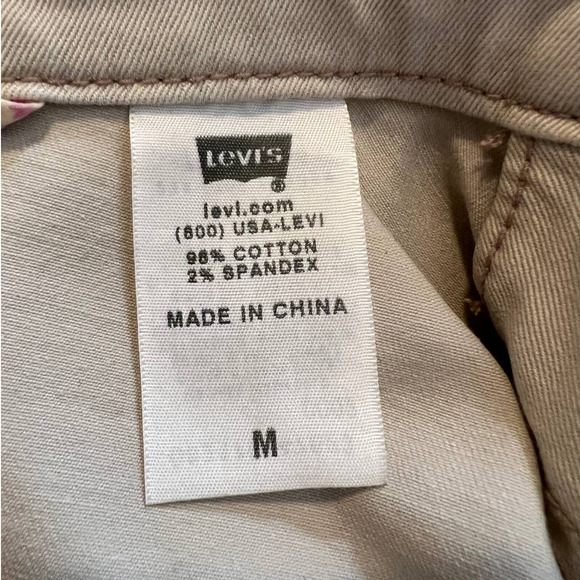 Levi's
®
levi.com
(800) USA-LEVI
98% COTTON
2% SPANDEX
MADE IN CHINA
M